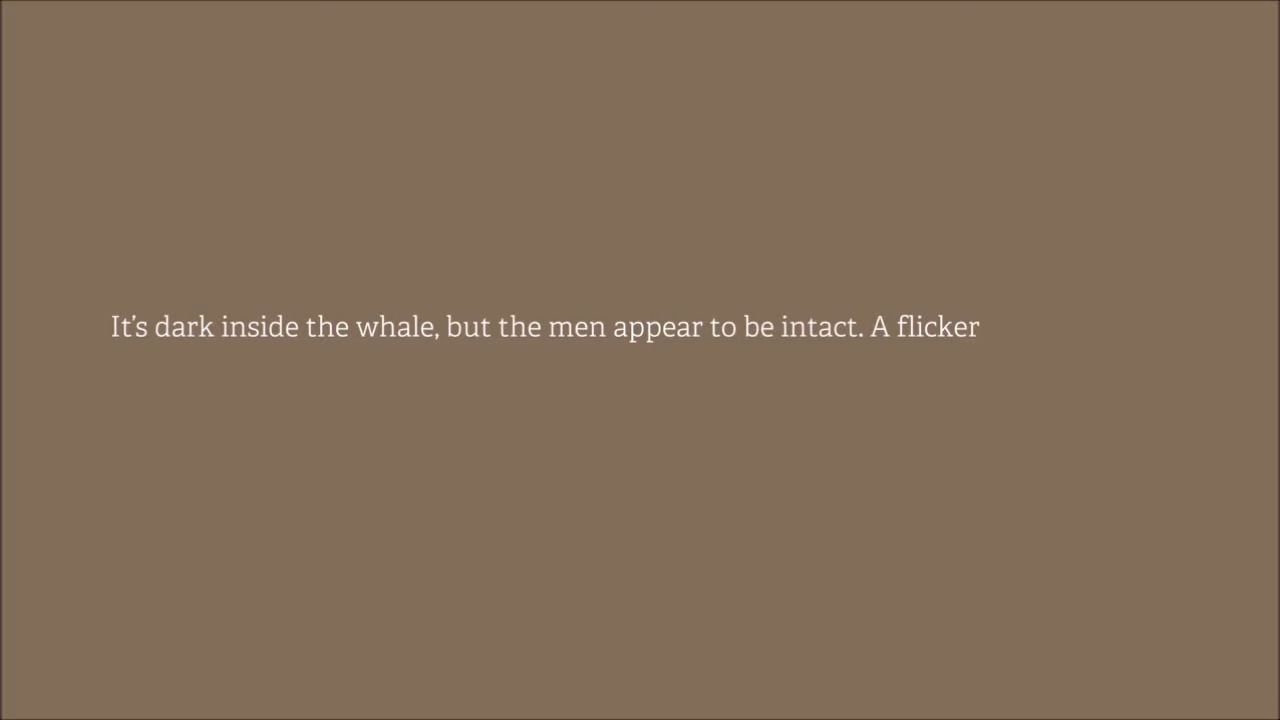 It’s dark inside the whale, but the men appear to be intact. A flicker